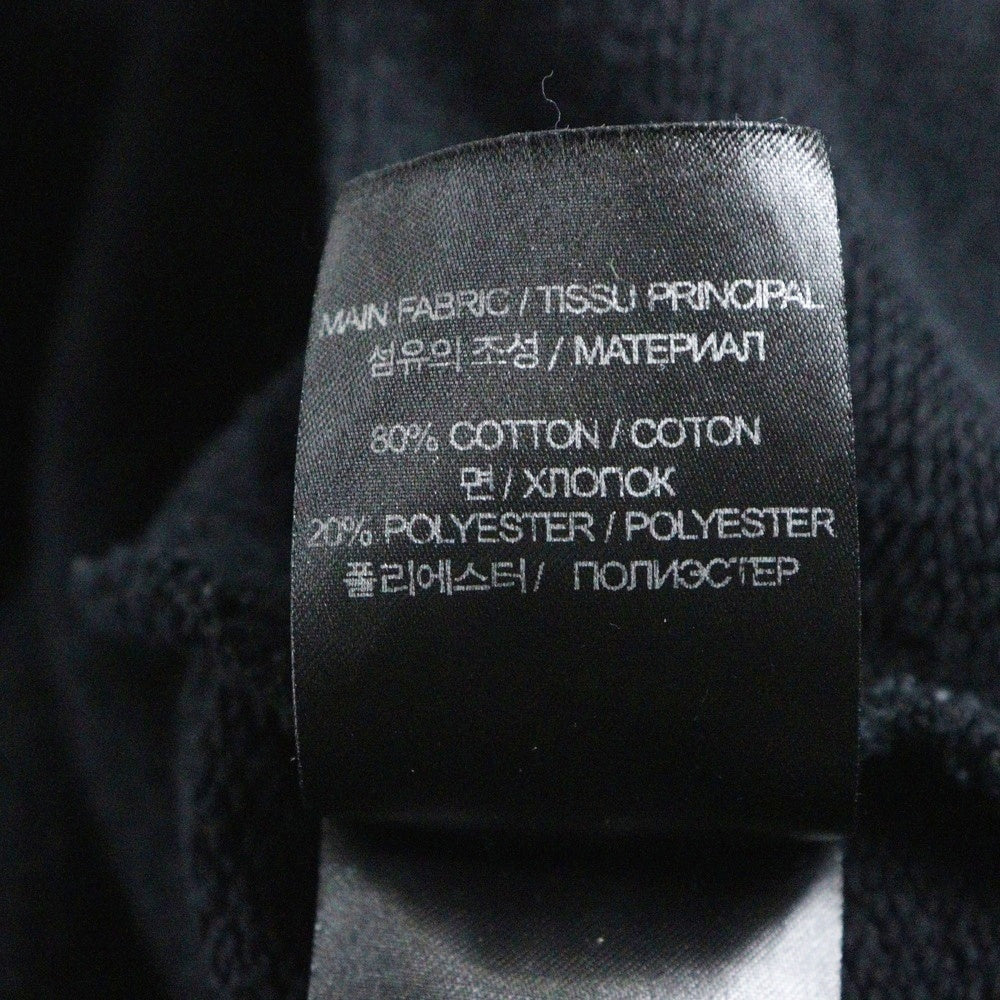 MAIN FABRIC / TISSU PRINCIPAL
섬유의 조성 / МАТЕРИАЛ
80% COTTON / COTON
면 / ХЛОПОК
20% POLYESTER / POLYESTER
폴리에스터 / ПОЛИЭСТЕР